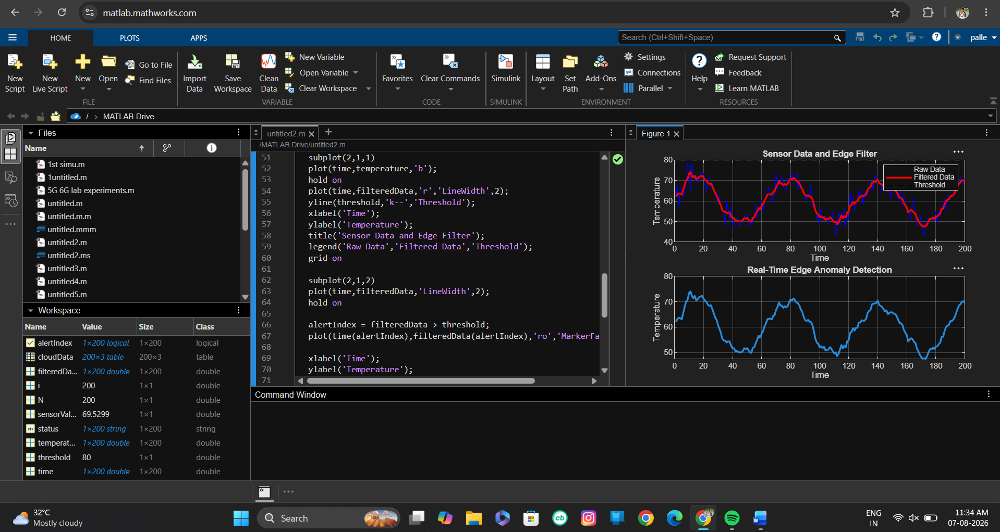 matlab.mathworks.com
HOME
PLOTS
APPS
Search (Ctrl+Shift+Space)
palle
New Script
New Live Script
New
Open
Go to File
Find Files
FILE
Import Data
Save Workspace
Clean Data
New Variable
Open Variable
Clear Workspace
VARIABLE
Favorites
Clear Commands
CODE
Simulink
SIMULINK
Layout
Set Path
Add-Ons
Settings
Connections
Parallel
ENVIRONMENT
Help
Request Support
Feedback
Learn MATLAB
RESOURCES
/ › MATLAB Drive
Files
Name
1st simu.m
1untitled.m
5G 6G lab experiments.m
untitled.m
untitled.m.m
untitled.mmm
untitled2.m
untitled2.ms
untitled3.m
untitled4.m
untitled5.m
Workspace
Name Value Size Class
alertIndex 1×200 logical 1×200 logical
cloudData 200×3 table 200×3 table
filteredDa... 1×200 double 1×200 double
i 200 1×1 double
N 200 1×1 double
sensorVal... 69.5299 1×1 double
status 1×200 string 1×200 string
temperat... 1×200 double 1×200 double
threshold 80 1×1 double
time 1×200 double 1×200 double
untitled2.m
/MATLAB Drive/untitled2.m
51 subplot(2,1,1)
52 plot(time,temperature,'b');
53 hold on
54 plot(time,filteredData,'r','LineWidth',2);
55 yline(threshold,'k--','Threshold');
56 xlabel('Time');
57 ylabel('Temperature');
58 title('Sensor Data and Edge Filter');
59 legend('Raw Data','Filtered Data','Threshold');
60 grid on
61
62 subplot(2,1,2)
63 plot(time,filteredData,'LineWidth',2);
64 hold on
65
66 alertIndex = filteredData > threshold;
67 plot(time(alertIndex),filteredData(alertIndex),'ro','MarkerFa
68
69 xlabel('Time');
70 ylabel('Temperature');
71
Figure 1
Sensor Data and Edge Filter
Raw Data
Filtered Data
Threshold
80
70
60
50
40
Temperature
0 20 40 60 80 100 120 140 160 180 200
Time
Real-Time Edge Anomaly Detection
80
70
60
50
Temperature
0 20 40 60 80 100 120 140 160 180 200
Time
Command Window
32°C
Mostly cloudy
Search
ENG
IN
11:34 AM
07-08-2026